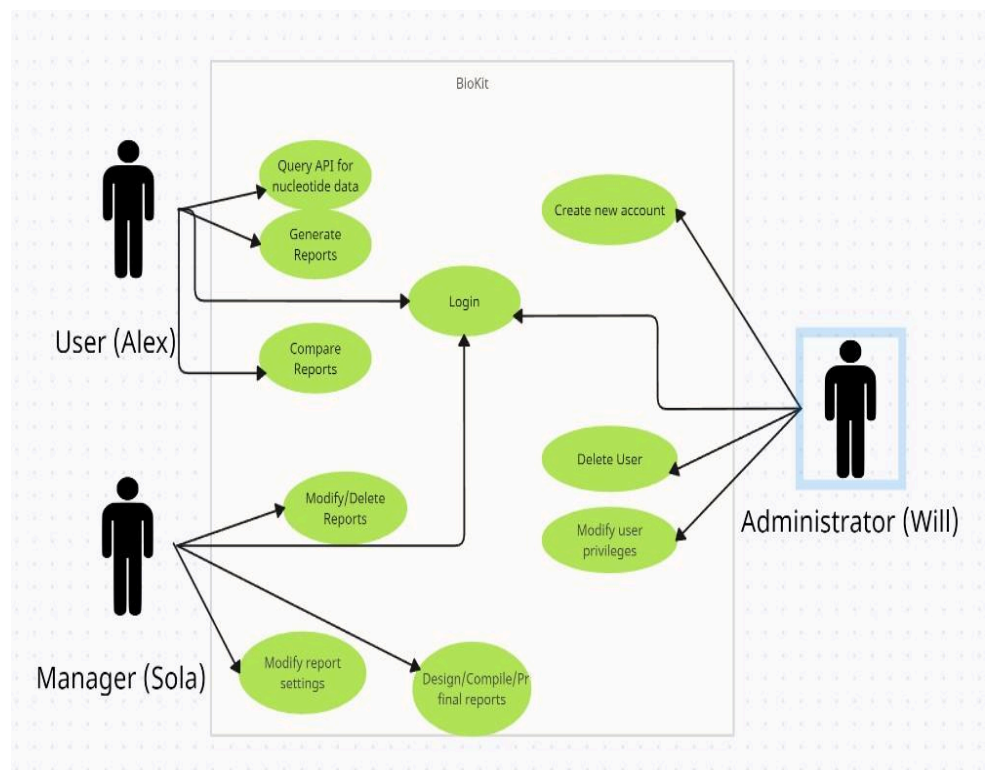 BioKit
Query API for
nucleotide data
Generate
Reports
Create new account
Login
User (Alex)
Compare
Reports
Delete User
Modify/Delete
Reports
Administrator (Will)
Modify user
privileges
Manager (Sola)
Modify report
settings
Design/Compile/Pr
final reports